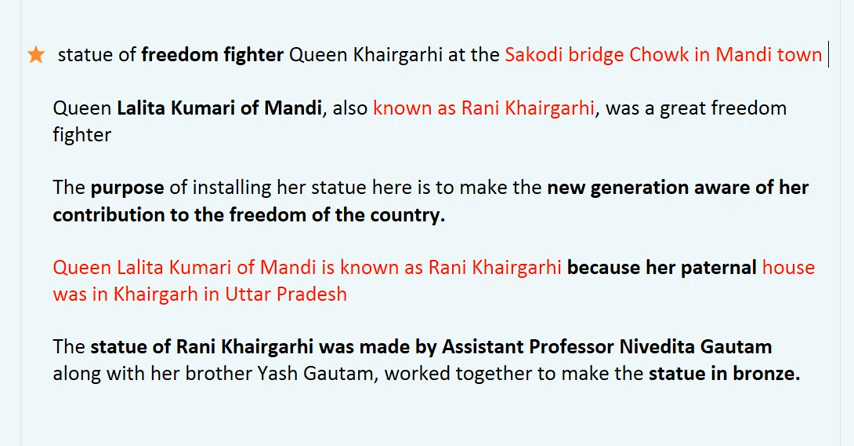 statue of freedom fighter Queen Khairgarhi at the Sakodi bridge Chowk in Mandi town
Queen Lalita Kumari of Mandi, also known as Rani Khairgarhi, was a great freedom
fighter
The purpose of installing her statue here is to make the new generation aware of her
contribution to the freedom of the country.
Queen Lalita Kumari of Mandi is known as Rani Khairgarhi because her paternal house
was in Khairgarh in Uttar Pradesh
The statue of Rani Khairgarhi was made by Assistant Professor Nivedita Gautam
along with her brother Yash Gautam, worked together to make the statue in bronze.